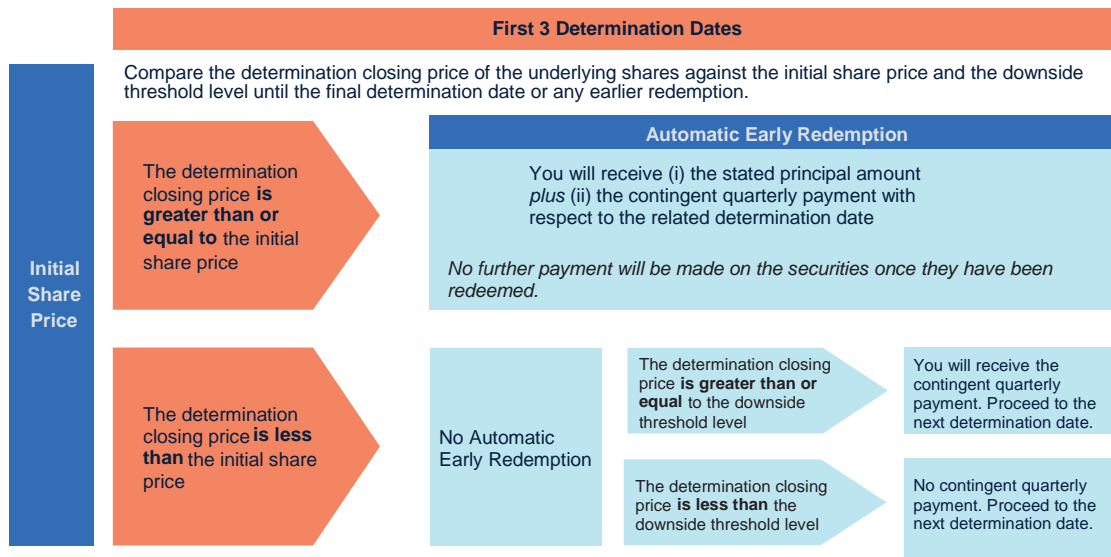 First 3 Determination Dates
Compare the determination closing price of the underlying shares against the initial share price and the downside
threshold level until the final determination date or any earlier redemption.
Initial
Share
Price
The determination
closing price is
greater than or
equal to the initial
share price
Automatic Early Redemption
You will receive (i) the stated principal amount
plus (ii) the contingent quarterly payment with
respect to the related determination date
No further payment will be made on the securities once they have been
redeemed.
The determination
closing price is less
than the initial share
price
No Automatic
Early Redemption
The determination closing
price is greater than or
equal to the downside
threshold level
You will receive the
contingent quarterly
payment. Proceed to the
next determination date.
The determination closing
price is less than the
downside threshold level
No contingent quarterly
payment. Proceed to the
next determination date.